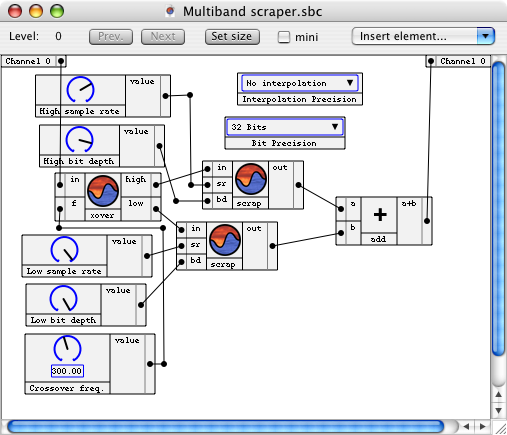 Multiband scraper.sbc
Level: 0 Prev. Next Set size mini Insert element...
Channel 0 Channel 0
value
High sample rate
No interpolation
Interpolation Precision
value
High bit depth
32 Bits
Bit Precision
in high
f low
xover
in out
sr
bd
scrap
a a+b
b
+
add
in out
sr
bd
scrap
value
Low sample rate
value
Low bit depth
value
300.00
Crossover freq.